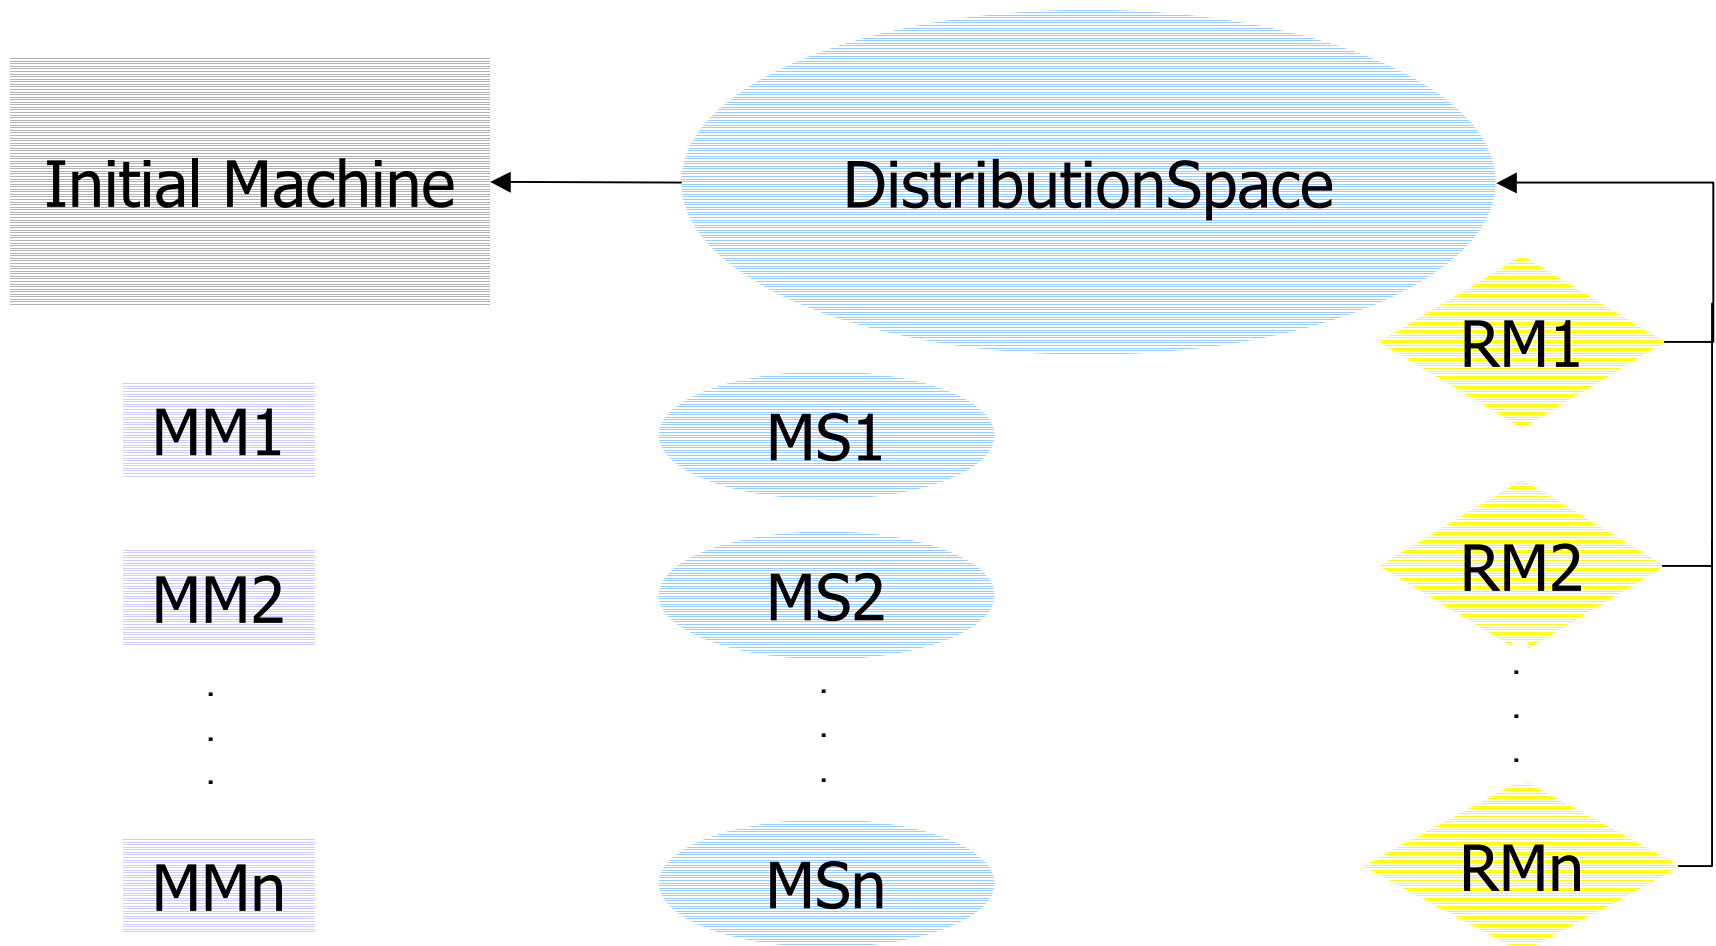 Initial Machine
DistributionSpace
RM1
MM1
MS1
RM2
MM2
MS2
.
.
.
.
.
.
.
.
.
RMn
MMn
MSn